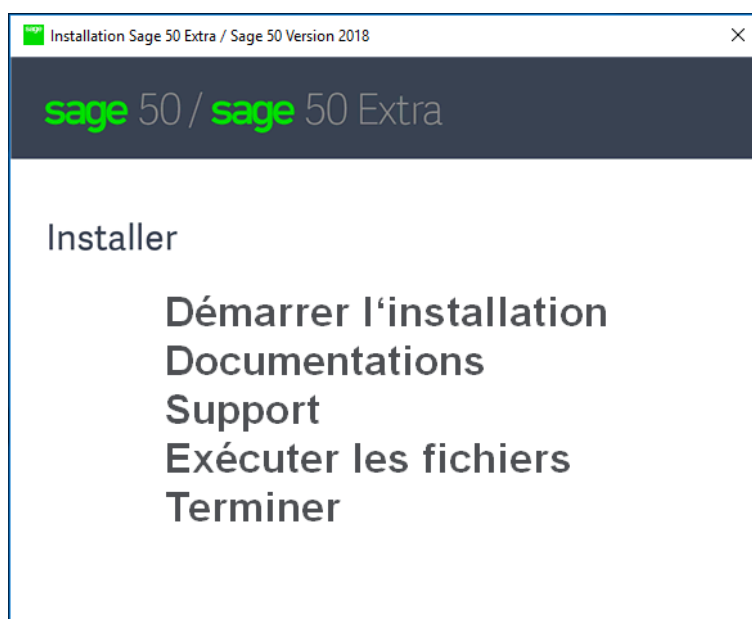 sage
Installation Sage 50 Extra / Sage 50 Version 2018
sage 50 / sage 50 Extra
Installer
Démarrer l‘installation
Documentations
Support
Exécuter les fichiers
Terminer